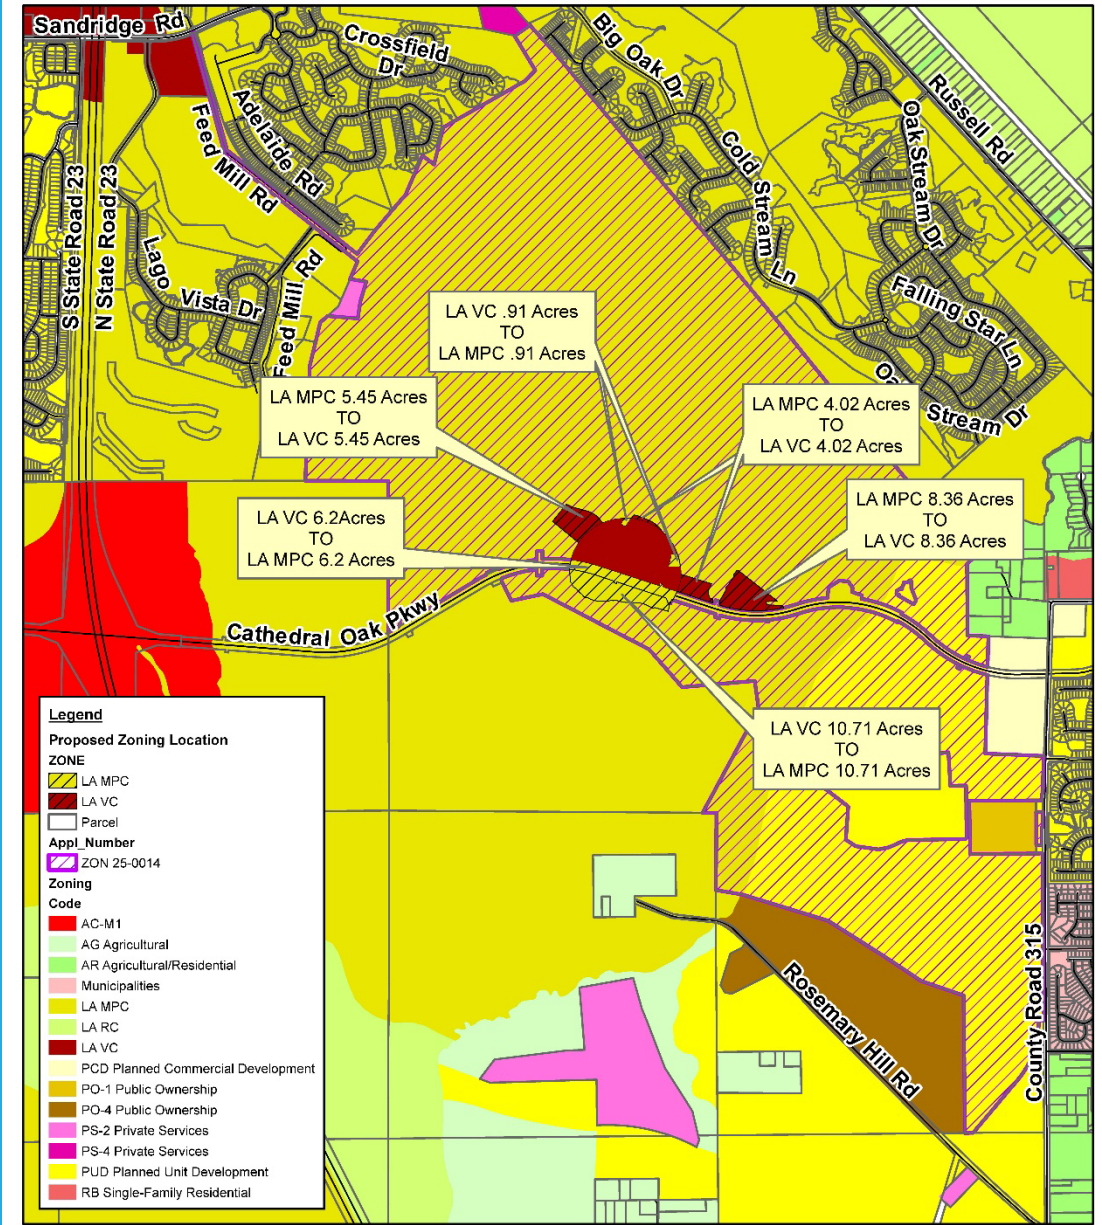 Sandridge Rd
Crossfield
Dr
Big Oak Dr
Adelaide Rd
Feed Mill Rd
Cold Stream Ln
Oak Stream Dr
Russell Rd
S State Road 23
N State Road 23
Lago
Vista Dr
Feed Mill Rd
Falling Star Ln
Oak Stream Dr
LA VC .91 Acres
TO
LA MPC .91 Acres
LA MPC 5.45 Acres
TO
LA VC 5.45 Acres
LA MPC 4.02 Acres
TO
LA VC 4.02 Acres
LA VC 6.2Acres
TO
LA MPC 6.2 Acres
LA MPC 8.36 Acres
TO
LA VC 8.36 Acres
Cathedral Oak Pkwy
LA VC 10.71 Acres
TO
LA MPC 10.71 Acres
Rosemary Hill Rd
County Road 315
Legend
Proposed Zoning Location
ZONE
LA MPC
LA VC
Parcel
Appl_Number
ZON 25-0014
Zoning
Code
AC-M1
AG Agricultural
AR Agricultural/Residential
Municipalities
LA MPC
LA RC
LA VC
PCD Planned Commercial Development
PO-1 Public Ownership
PO-4 Public Ownership
PS-2 Private Services
PS-4 Private Services
PUD Planned Unit Development
RB Single-Family Residential